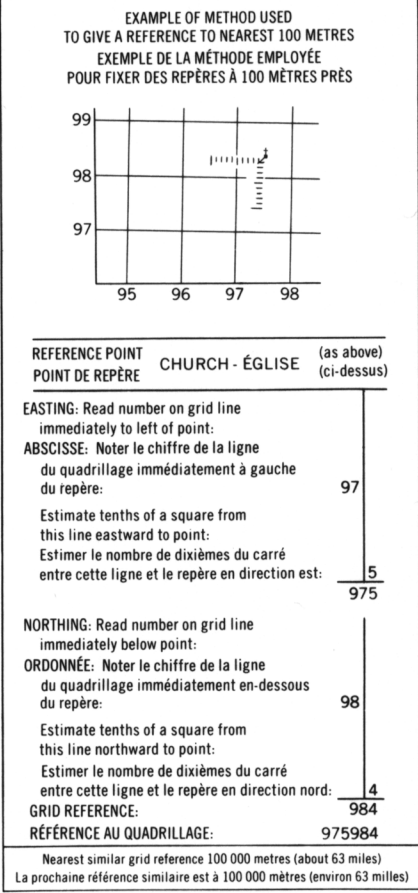 EXAMPLE OF METHOD USED
TO GIVE A REFERENCE TO NEAREST 100 METRES
EXEMPLE DE LA MÉTHODE EMPLOYÉE
POUR FIXER DES REPÈRES À 100 MÈTRES PRÈS
99
98
97
95 96 97 98
REFERENCE POINT
POINT DE REPÈRE
CHURCH - ÉGLISE
(as above)
(ci-dessus)
EASTING: Read number on grid line
immediately to left of point:
ABSCISSE: Noter le chiffre de la ligne
du quadrillage immédiatement à gauche
du repère: 97
Estimate tenths of a square from
this line eastward to point:
Estimer le nombre de dixièmes du carré
entre cette ligne et le repère en direction est: 5
975
NORTHING: Read number on grid line
immediately below point:
ORDONNÉE: Noter le chiffre de la ligne
du quadrillage immédiatement en-dessous
du repère: 98
Estimate tenths of a square from
this line northward to point:
Estimer le nombre de dixièmes du carré
entre cette ligne et le repère en direction nord: 4
GRID REFERENCE: 984
RÉFÉRENCE AU QUADRILLAGE: 975984
Nearest similar grid reference 100 000 metres (about 63 miles)
La prochaine référence similaire est à 100 000 mètres (environ 63 milles)